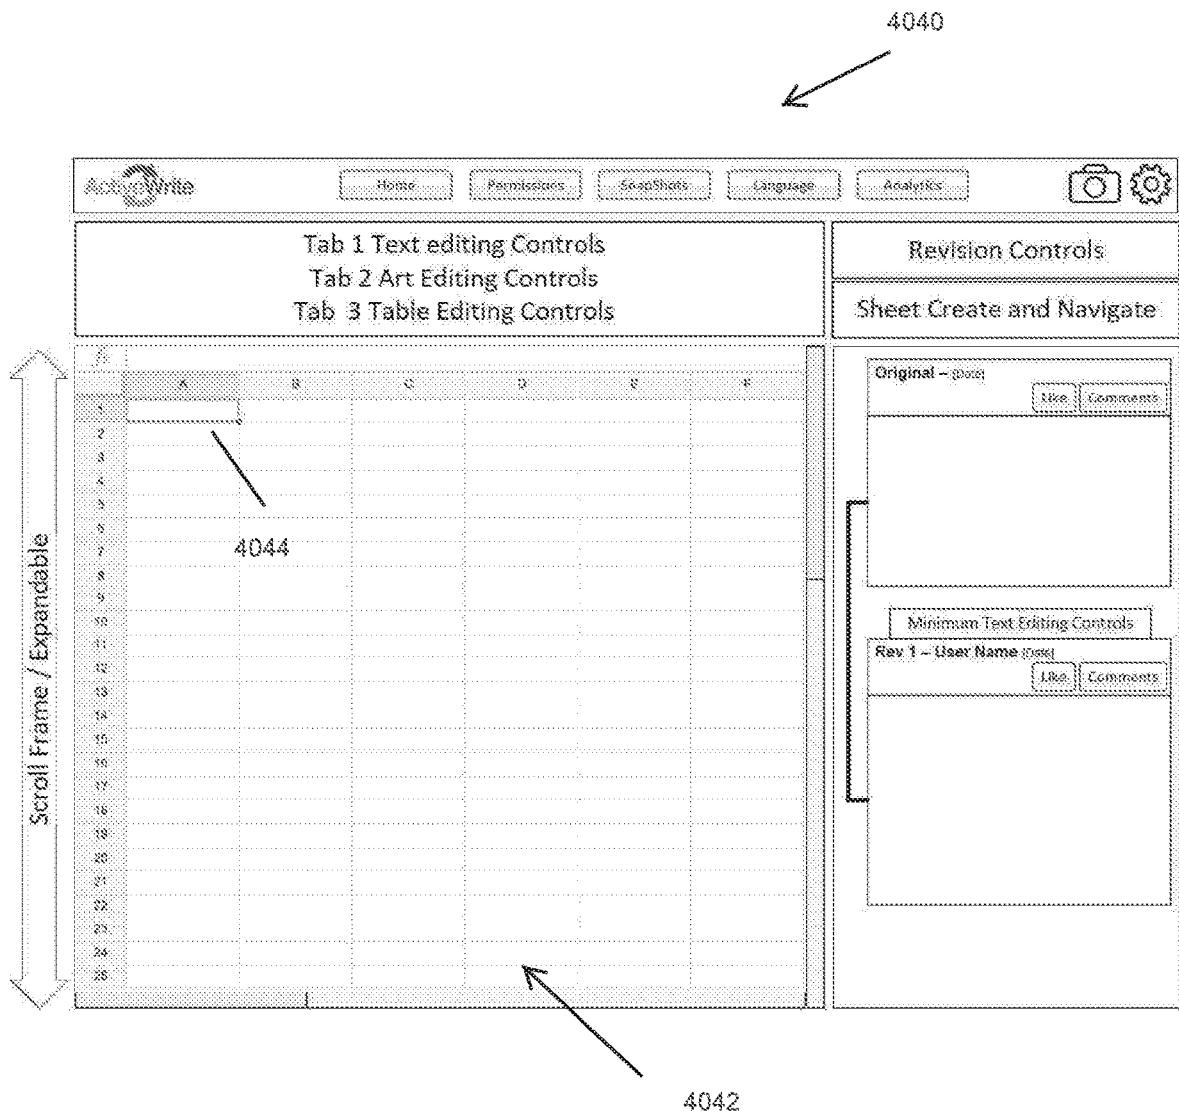 4040
Home
Permissions
SnapShots
Language
Analytics
Tab 1 Text editing Controls
Tab 2 Art Editing Controls
Tab 3 Table Editing Controls
Revision Controls
Sheet Create and Navigate
Scroll Frame / Expandable
fx
A B C D E F
1
2
3
4
5
6
7
8
9
10
11
12
13
14
15
16
17
18
19
20
21
22
23
24
25
4044
Original – [Date]
Like Comments
Minimum Text Editing Controls
Rev 1 – User Name [Date]
Like Comments
4042